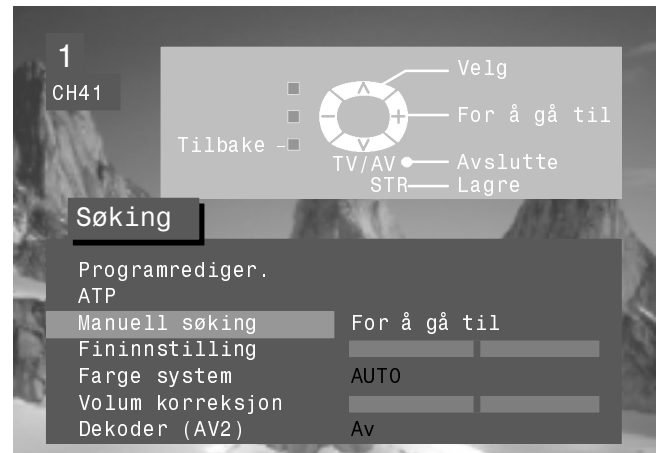 1
CH41
Velg
For å gå til
Tilbake
TV/AV Avslutte
STR Lagre
Søking
Programrediger.
ATP
Manuell søking For å gå til
Fininnstilling
Farge system AUTO
Volum korreksjon
Dekoder (AV2) Av